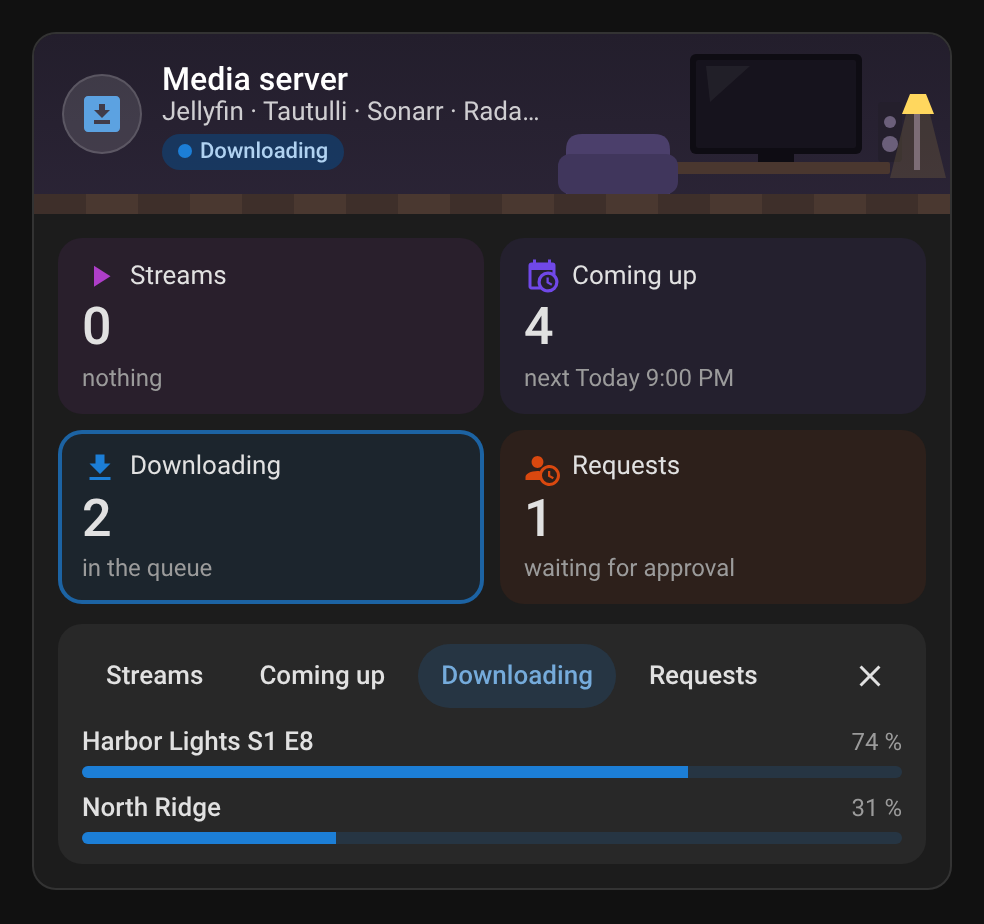 Media server
Jellyfin · Tautulli · Sonarr · Rada...
Downloading
Streams
0
nothing
Coming up
4
next Today 9:00 PM
Downloading
2
in the queue
Requests
1
waiting for approval
Streams Coming up Downloading Requests
Harbor Lights S1 E8 74 %
North Ridge 31 %